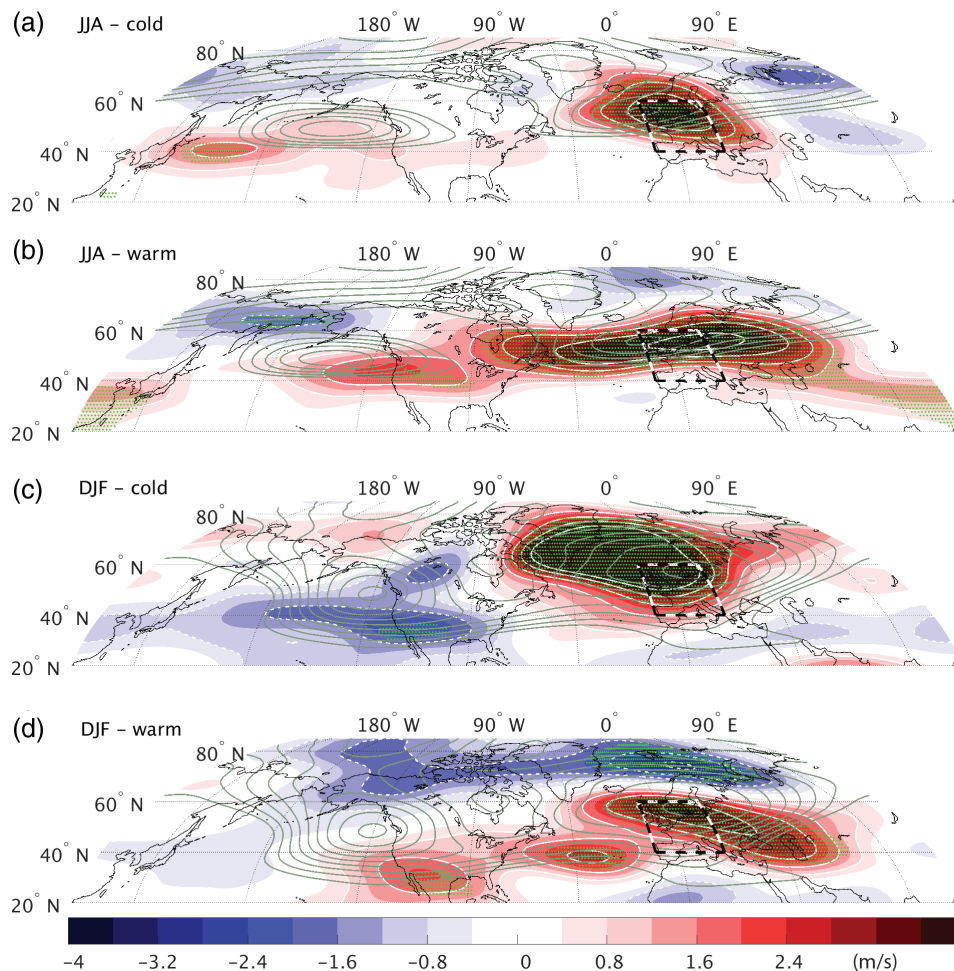 (a) JJA – cold 180° W 90° W 0° 90° E
80° N
60° N
40° N
20° N
(b) JJA – warm 180° W 90° W 0° 90° E
80° N
60° N
40° N
20° N
(c) DJF – cold 180° W 90° W 0° 90° E
80° N
60° N
40° N
20° N
(d) DJF – warm 180° W 90° W 0° 90° E
80° N
60° N
40° N
20° N
−4 −3.2 −2.4 −1.6 −0.8 0 0.8 1.6 2.4 (m/s)